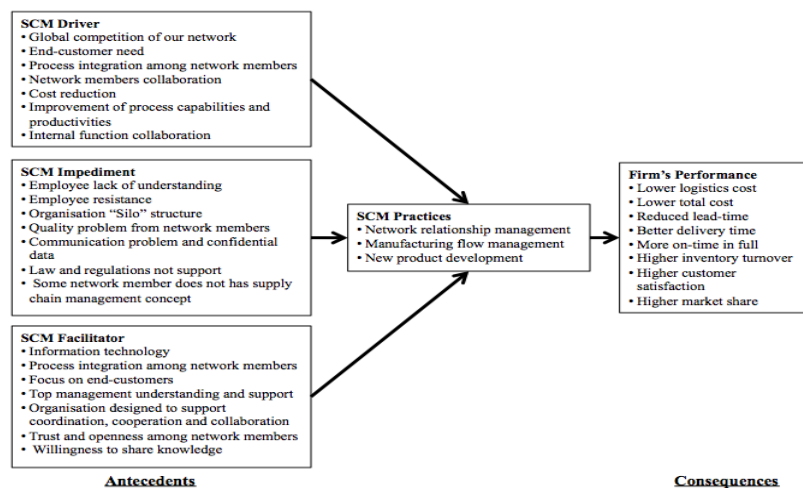 SCM Driver
• Global competition of our network
• End-customer need
• Process integration among network members
• Network members collaboration
• Cost reduction
• Improvement of process capabilities and
productivities
• Internal function collaboration
SCM Impediment
• Employee lack of understanding
• Employee resistance
• Organisation “Silo” structure
• Quality problem from network members
• Communication problem and confidential
data
• Law and regulations not support
• Some network member does not has supply
chain management concept
SCM Facilitator
• Information technology
• Process integration among network members
• Focus on end-customers
• Top management understanding and support
• Organisation designed to support
coordination, cooperation and collaboration
• Trust and openness among network members
• Willingness to share knowledge
Antecedents
SCM Practices
• Network relationship management
• Manufacturing flow management
• New product development
Firm’s Performance
• Lower logistics cost
• Lower total cost
• Reduced lead-time
• Better delivery time
• More on-time in full
• Higher inventory turnover
• Higher customer
satisfaction
• Higher market share
Consequences